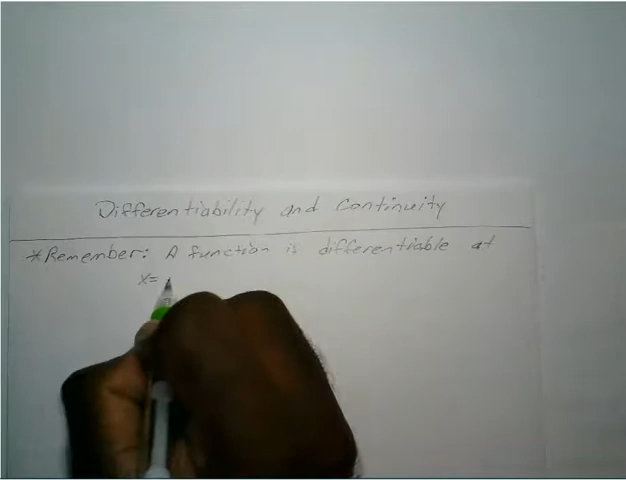 Differentiability and Continuity
*Remember: A function is differentiable at
x=